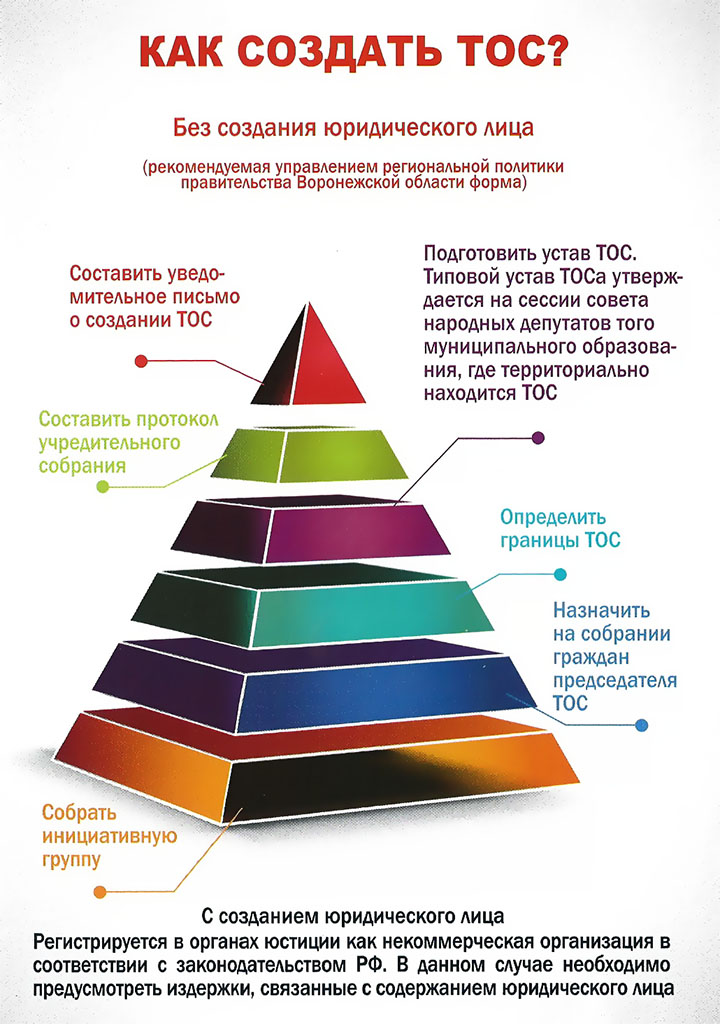 КАК СОЗДАТЬ ТОС?
Без создания юридического лица
(рекомендуемая управлением региональной политики
правительства Воронежской области форма)
Составить уведо-
мительное письмо
о создании ТОС
Подготовить устав ТОС.
Типовой устав ТОСа утверж-
дается на сессии совета
народных депутатов того
муниципального образова-
ния, где территориально
находится ТОС
Составить протокол
учредительного
собрания
Определить
границы ТОС
Назначить
на собрании
граждан
председателя
ТОС
Собрать
инициативную
группу
С созданием юридического лица
Регистрируется в органах юстиции как некоммерческая организация в
соответствии с законодательством РФ. В данном случае необходимо
предусмотреть издержки, связанные с содержанием юридического лица